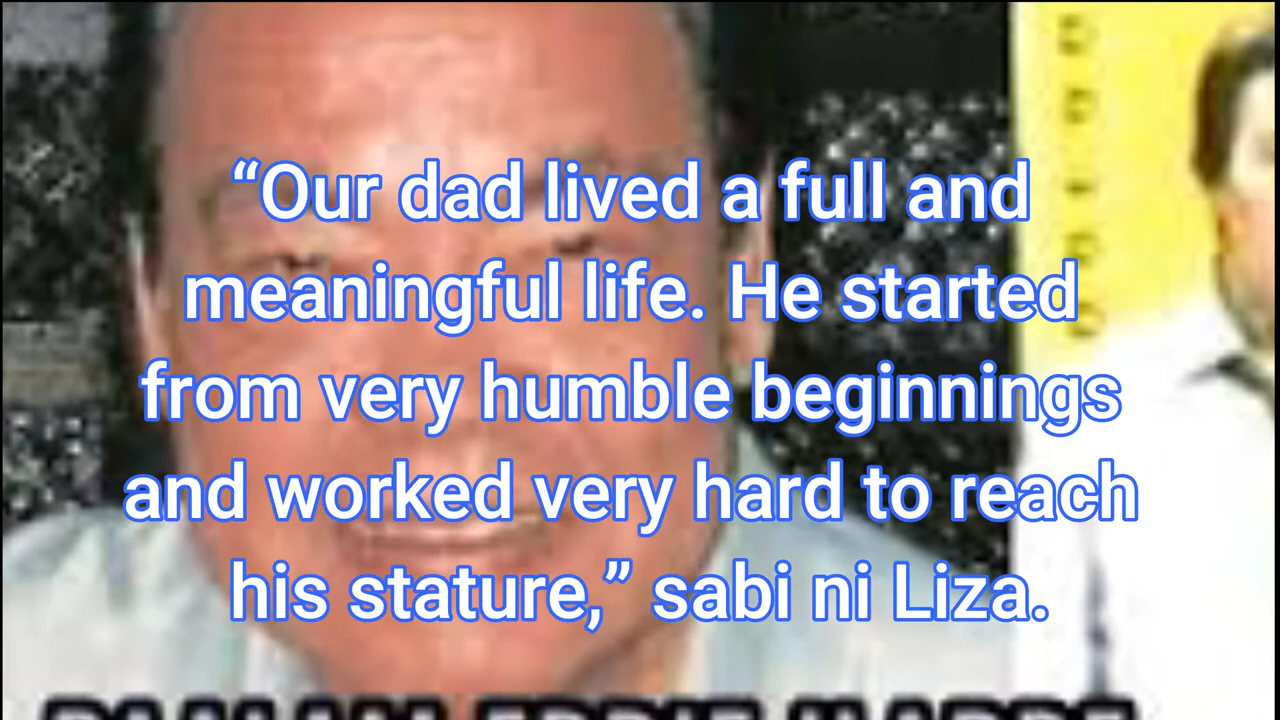 “Our dad lived a full and
meaningful life. He started
from very humble beginnings
and worked very hard to reach
his stature,” sabi ni Liza.